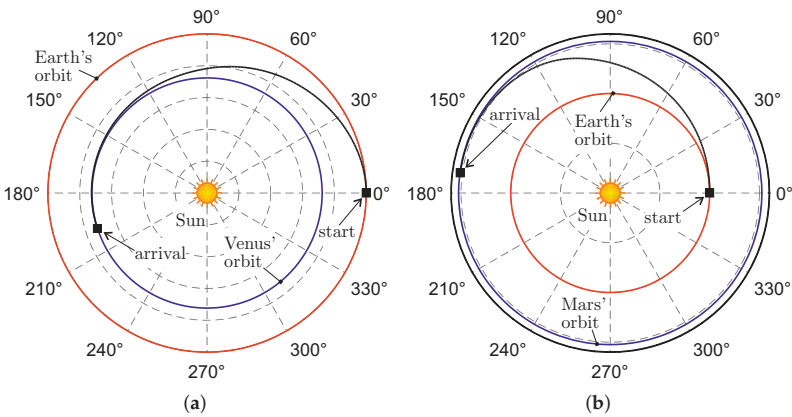 90°
120°
60°
Earth's
orbit
150°
30°
180°
0°
Sun
start
arrival
Venus'
orbit
210°
330°
240°
300°
270°
(a)
90°
120°
60°
arrival
Earth's
orbit
150°
30°
180°
0°
Sun
start
Mars'
orbit
210°
330°
240°
300°
270°
(b)